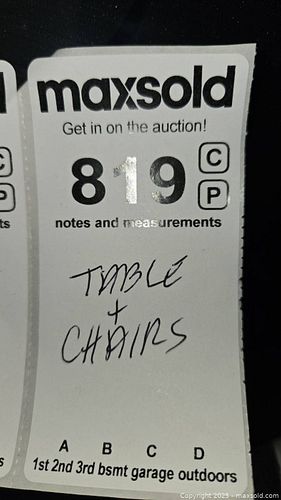 maxsold
Get in on the auction!
819 C
P
notes and measurements
TABLE
+
CHAIRS
A B C D
1st 2nd 3rd bsmt garage outdoors
C
P
ts
s
Copyright 2023 - maxsold.com